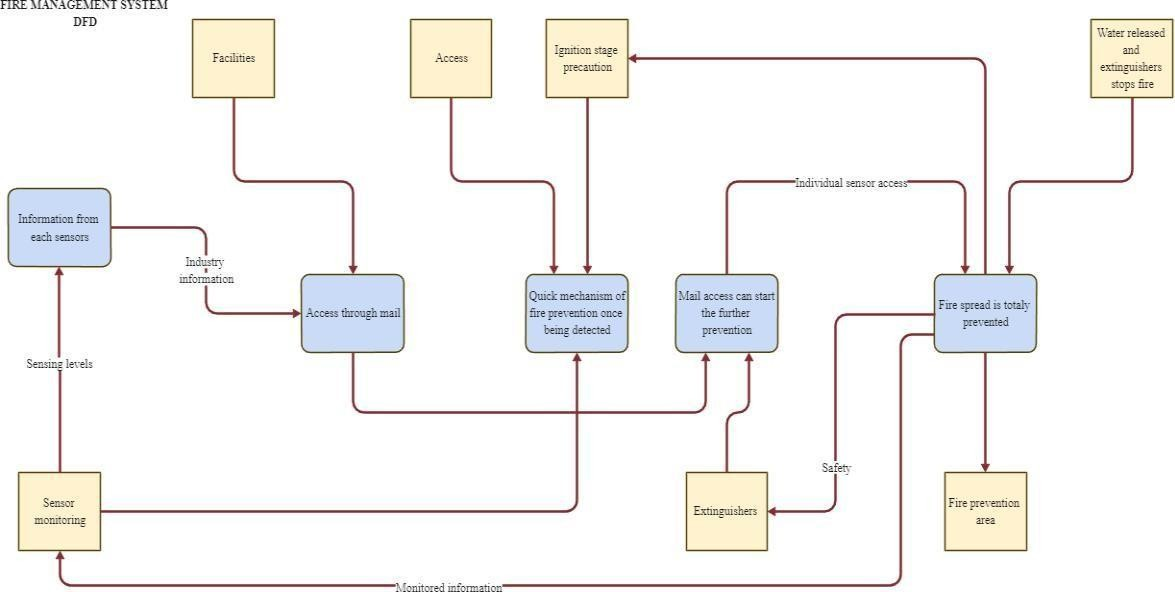 FIRE MANAGEMENT SYSTEM
DFD
Facilities
Access
Ignition stage
precaution
Water released
and
extinguishers
stops fire
Individual sensor access
Information from
each sensors
Industry
information
Access through mail
Quick mechanism of
fire prevention once
being detected
Mail access can start
the further
prevention
Fire spread is totaly
prevented
Sensing levels
Safety
Sensor
monitoring
Extinguishers
Fire prevention
area
Monitored information